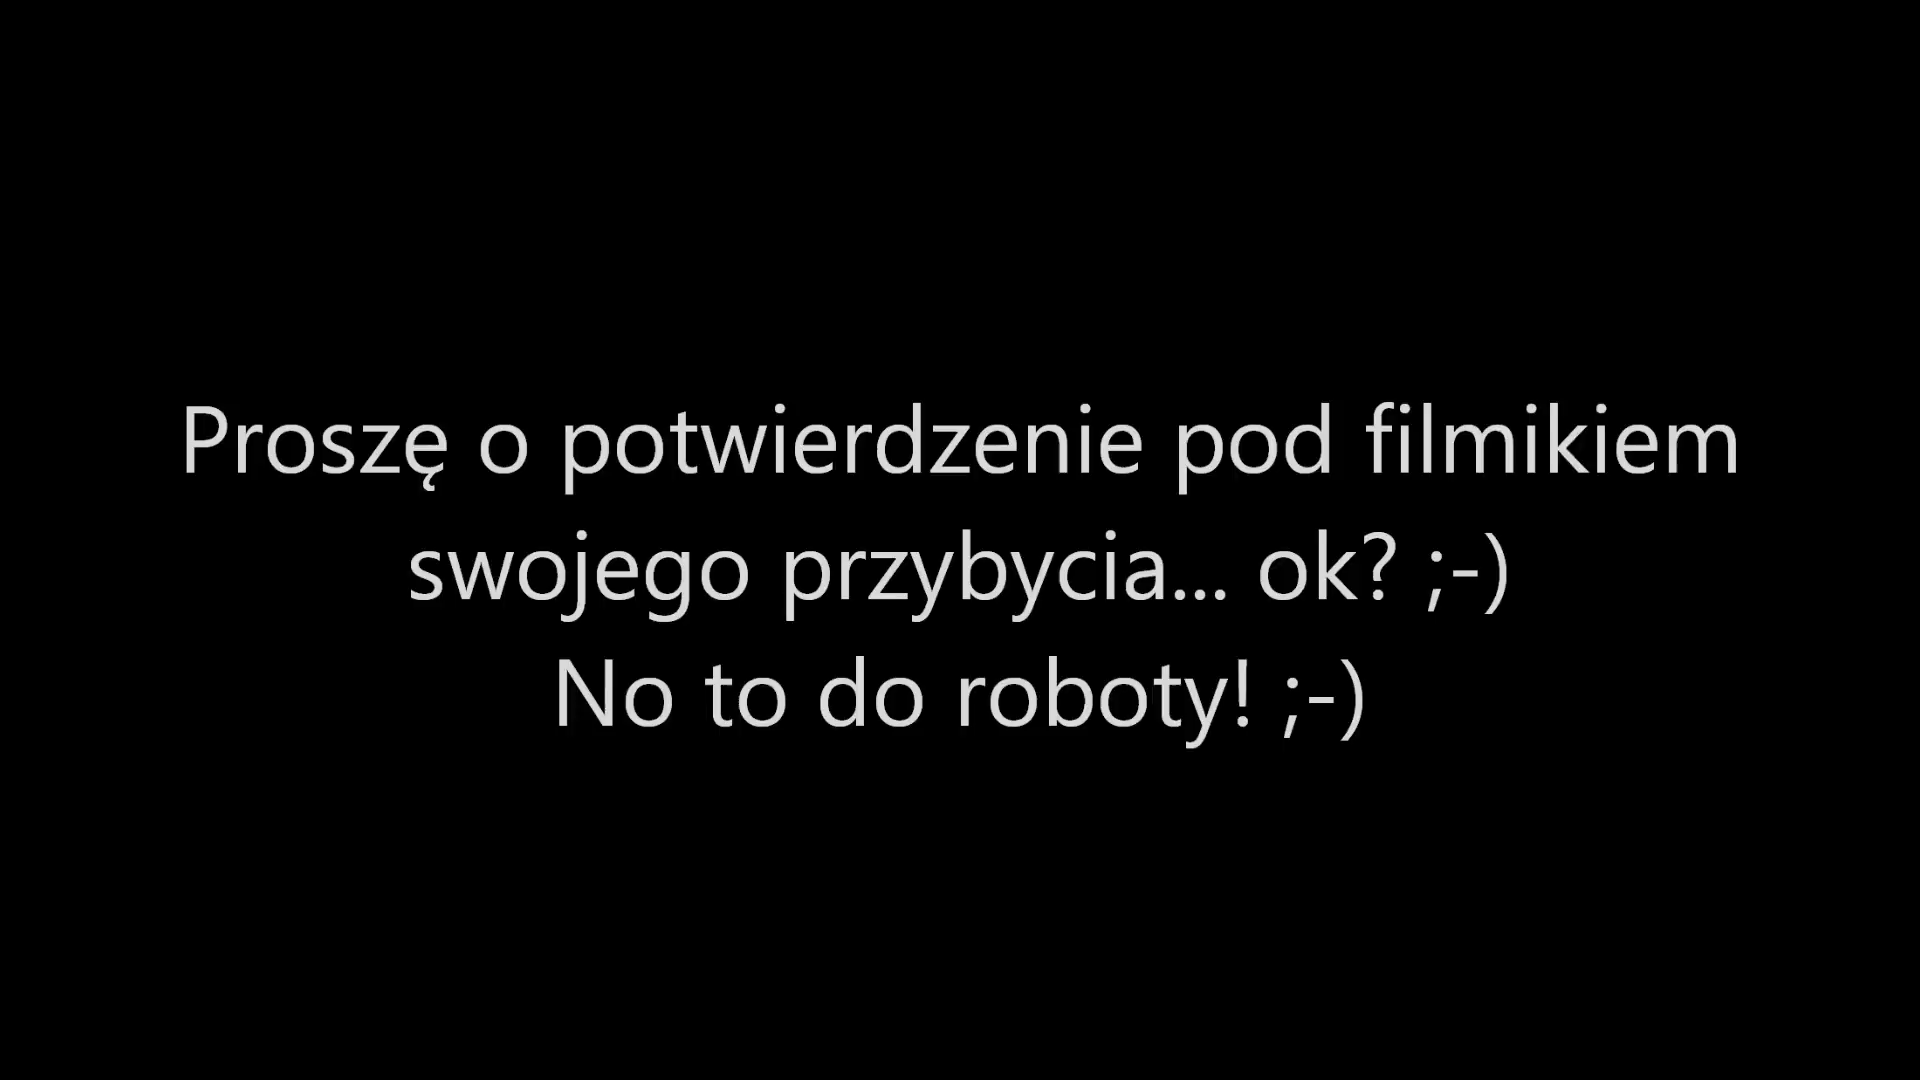 Proszę o potwierdzenie pod filmikiem
swojego przybycia... ok? ;-)
No to do roboty! ;-)